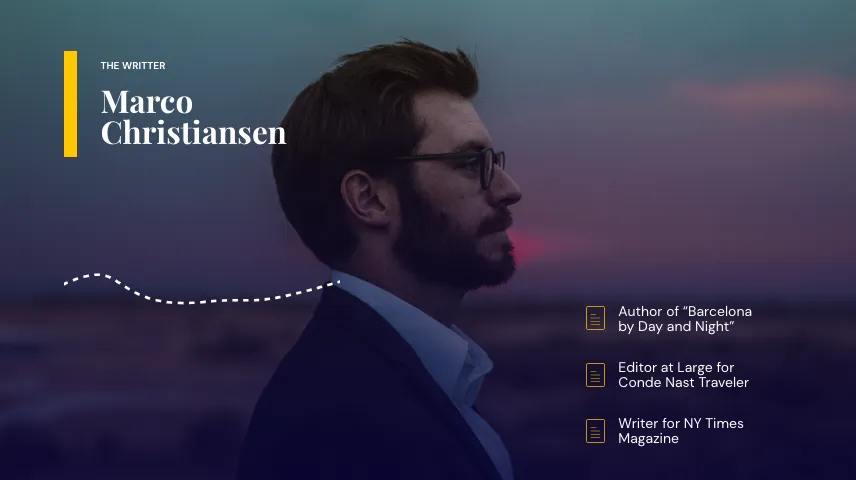 THE WRITTER
Marco
Christiansen
Author of “Barcelona
by Day and Night”
Editor at Large for
Conde Nast Traveler
Writer for NY Times
Magazine